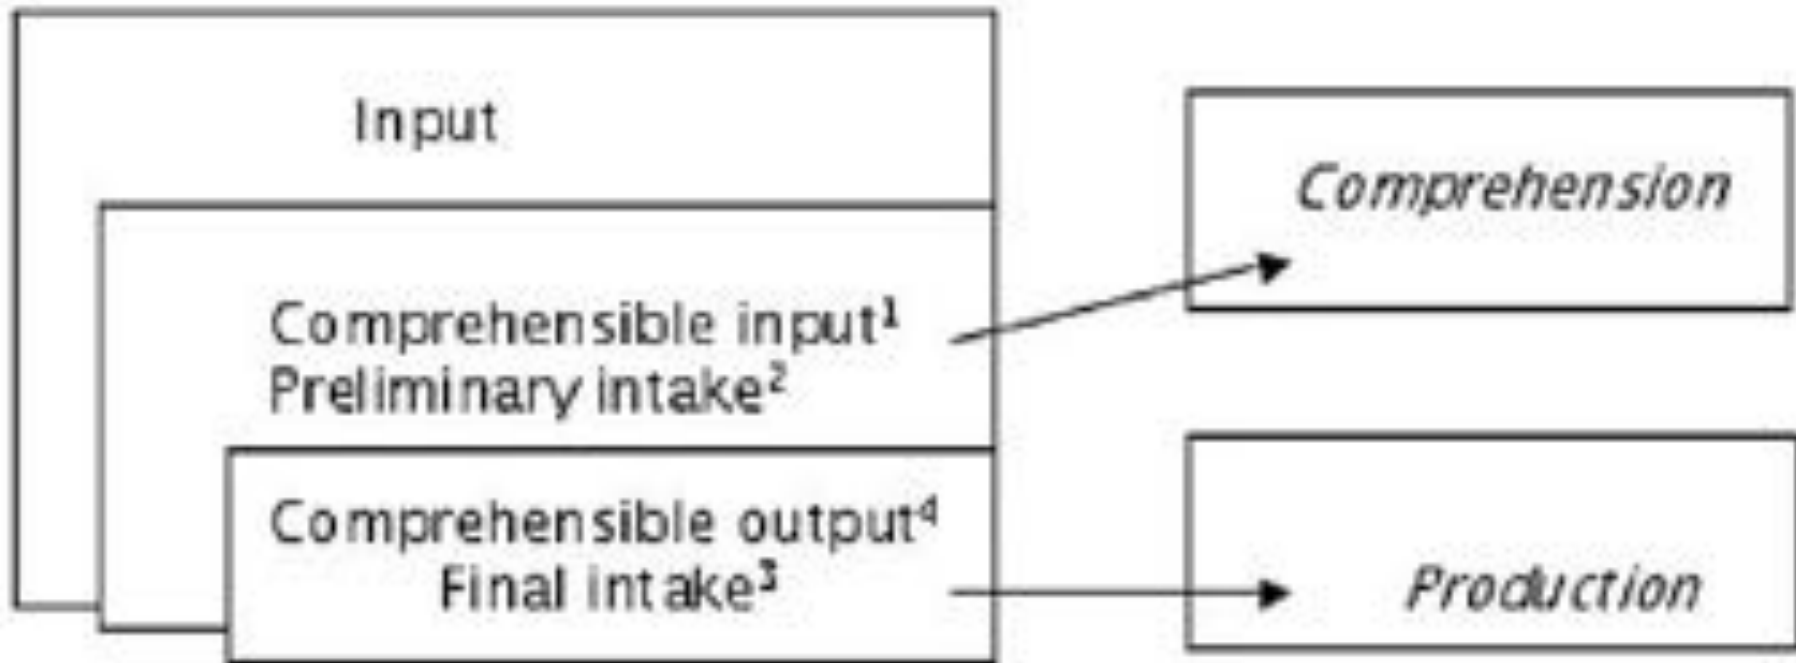 Input
Comprehension
Comprehensible input¹
Preliminary intake²
Comprehensible output⁴
Final intake³
Production